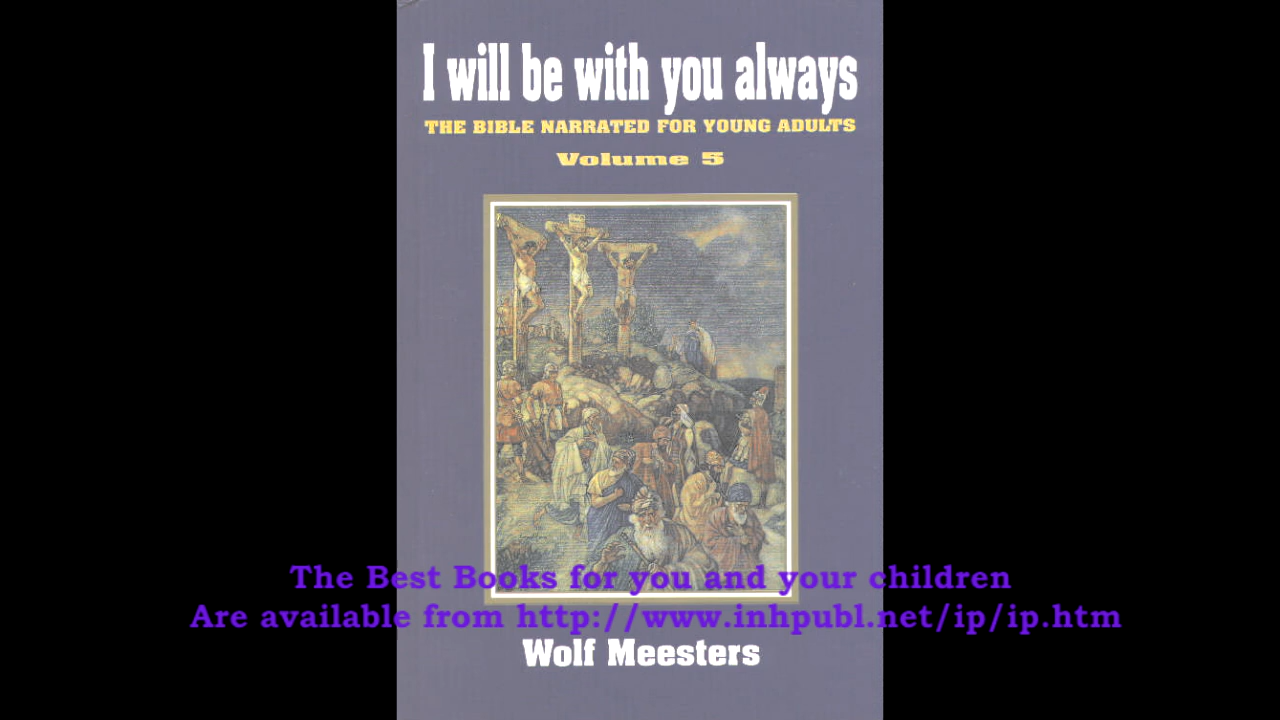 I will be with you always
THE BIBLE NARRATED FOR YOUNG ADULTS
Volume 5
The Best Books for you and your children
Are available from http://www.inhpubl.net/ip/ip.htm
Wolf Meesters